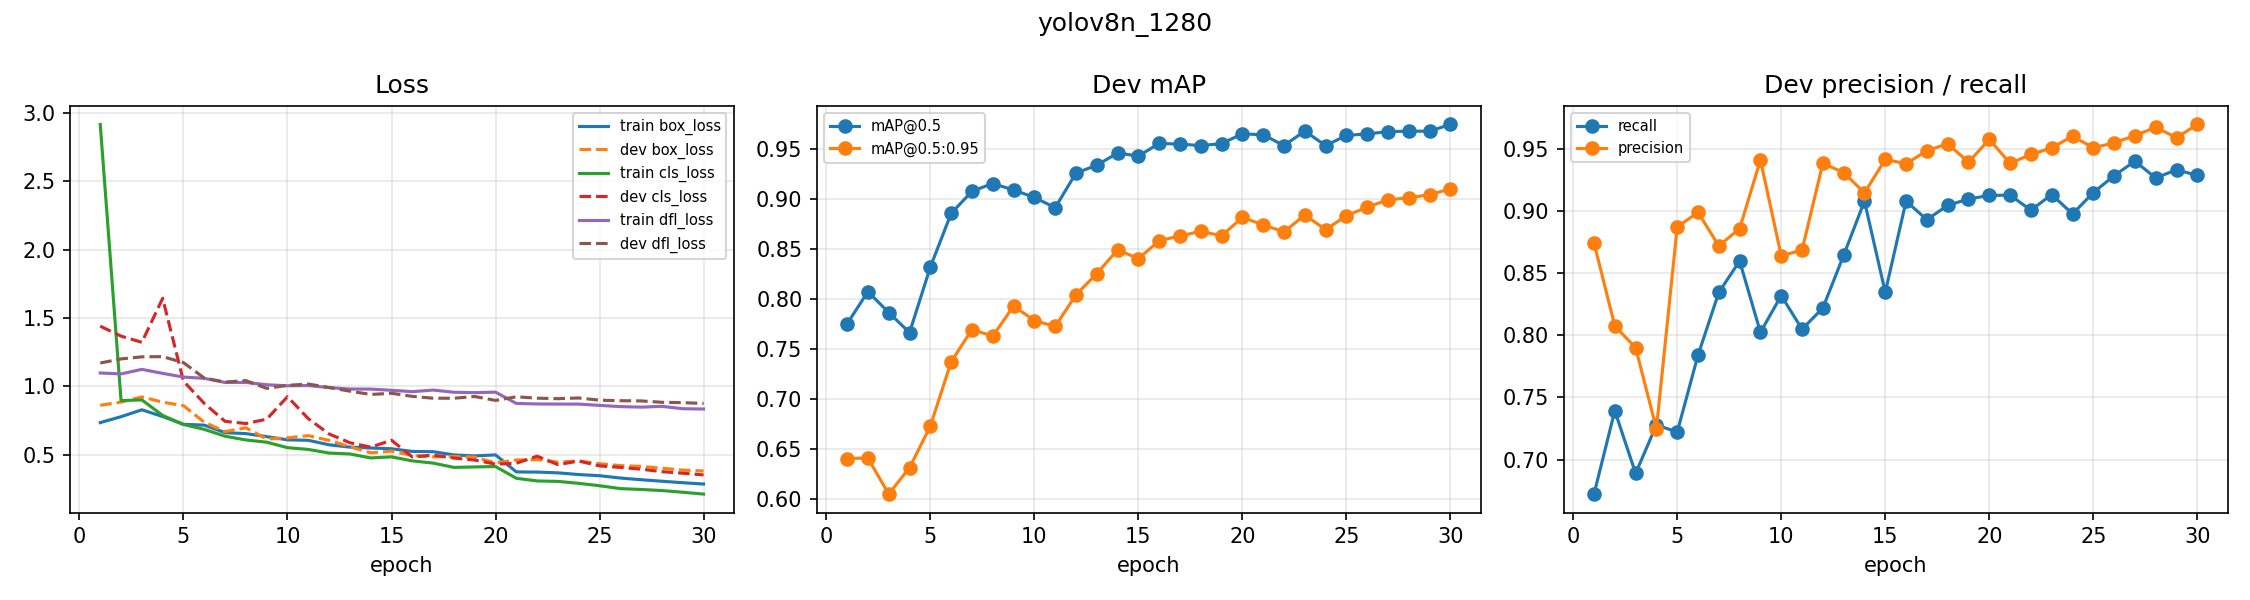 yolov8n_1280
Loss
3.0
2.5
2.0
1.5
1.0
0.5
0 5 10 15 20 25 30
epoch
train box_loss
dev box_loss
train cls_loss
dev cls_loss
train dfl_loss
dev dfl_loss
Dev mAP
0.95
0.90
0.85
0.80
0.75
0.70
0.65
0.60
0 5 10 15 20 25 30
epoch
mAP@0.5
mAP@0.5:0.95
Dev precision / recall
0.95
0.90
0.85
0.80
0.75
0.70
0 5 10 15 20 25 30
epoch
recall
precision